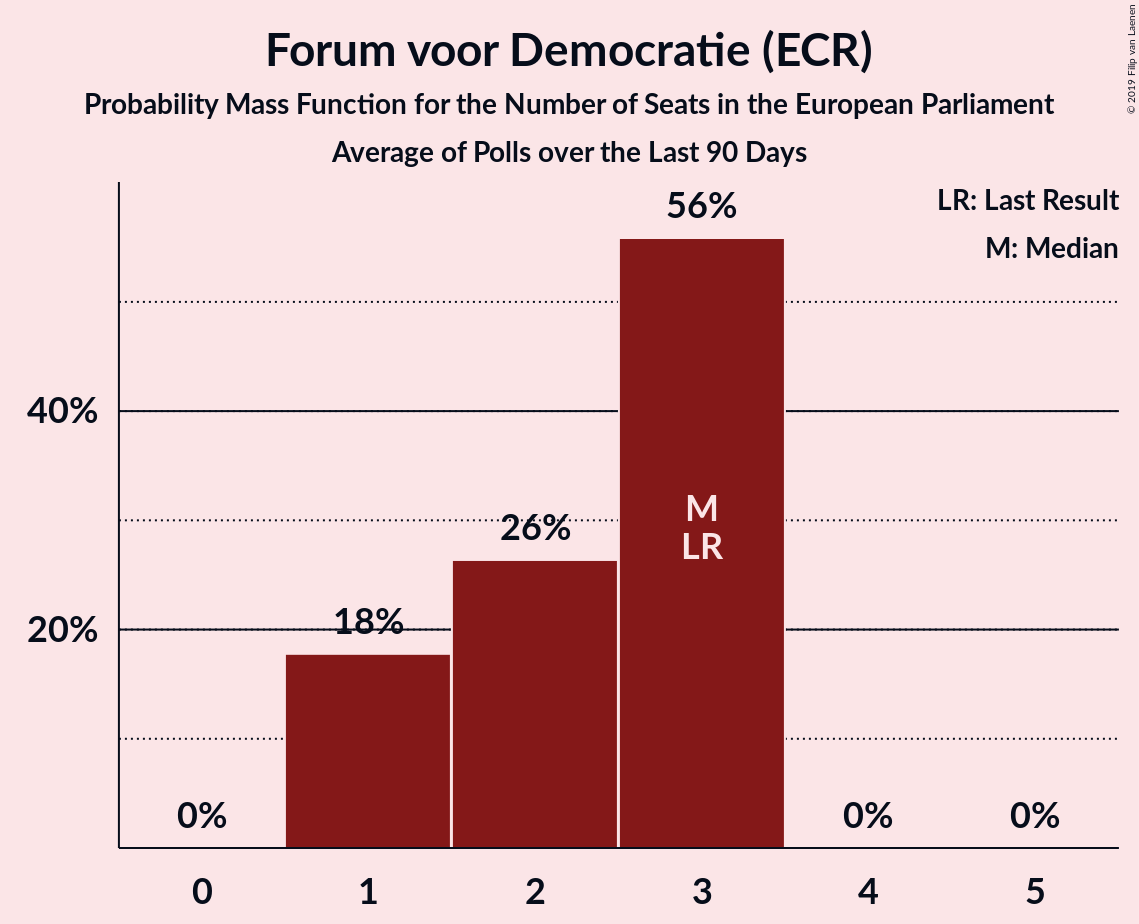 Forum voor Democratie (ECR)
Probability Mass Function for the Number of Seats in the European Parliament
Average of Polls over the Last 90 Days
© 2019 Filip van Laenen
LR: Last Result
M: Median
56%
40%
M
26%
LR
20%
18%
0%
0%
0%
0
1
2
3
4
5